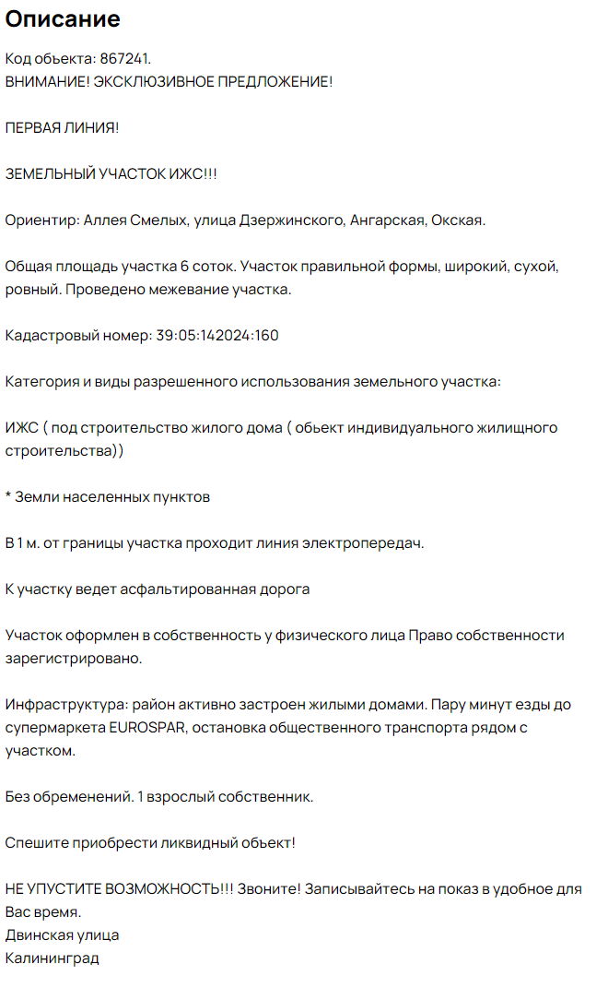 Описание
Код объекта: 867241.
ВНИМАНИЕ! ЭКСКЛЮЗИВНОЕ ПРЕДЛОЖЕНИЕ!
ПЕРВАЯ ЛИНИЯ!
ЗЕМЕЛЬНЫЙ УЧАСТОК ИЖС!!!
Ориентир: Аллея Смелых, улица Дзержинского, Ангарская, Окская.
Общая площадь участка 6 соток. Участок правильной формы, широкий, сухой,
ровный. Проведено межевание участка.
Кадастровый номер: 39:05:142024:160
Категория и виды разрешенного использования земельного участка:
ИЖС ( под строительство жилого дома ( обьект индивидуального жилищного
строительства))
* Земли населенных пунктов
В 1 м. от границы участка проходит линия электропередач.
К участку ведет асфальтированная дорога
Участок оформлен в собственность у физического лица Право собственности
зарегистрировано.
Инфраструктура: район активно застроен жилыми домами. Пару минут езды до
супермаркета EUROSPAR, остановка общественного транспорта рядом с
участком.
Без обременений. 1 взрослый собственник.
Спешите приобрести ликвидный объект!
НЕ УПУСТИТЕ ВОЗМОЖНОСТЬ!!! Звоните! Записывайтесь на показ в удобное для
Вас время.
Двинская улица
Калининград